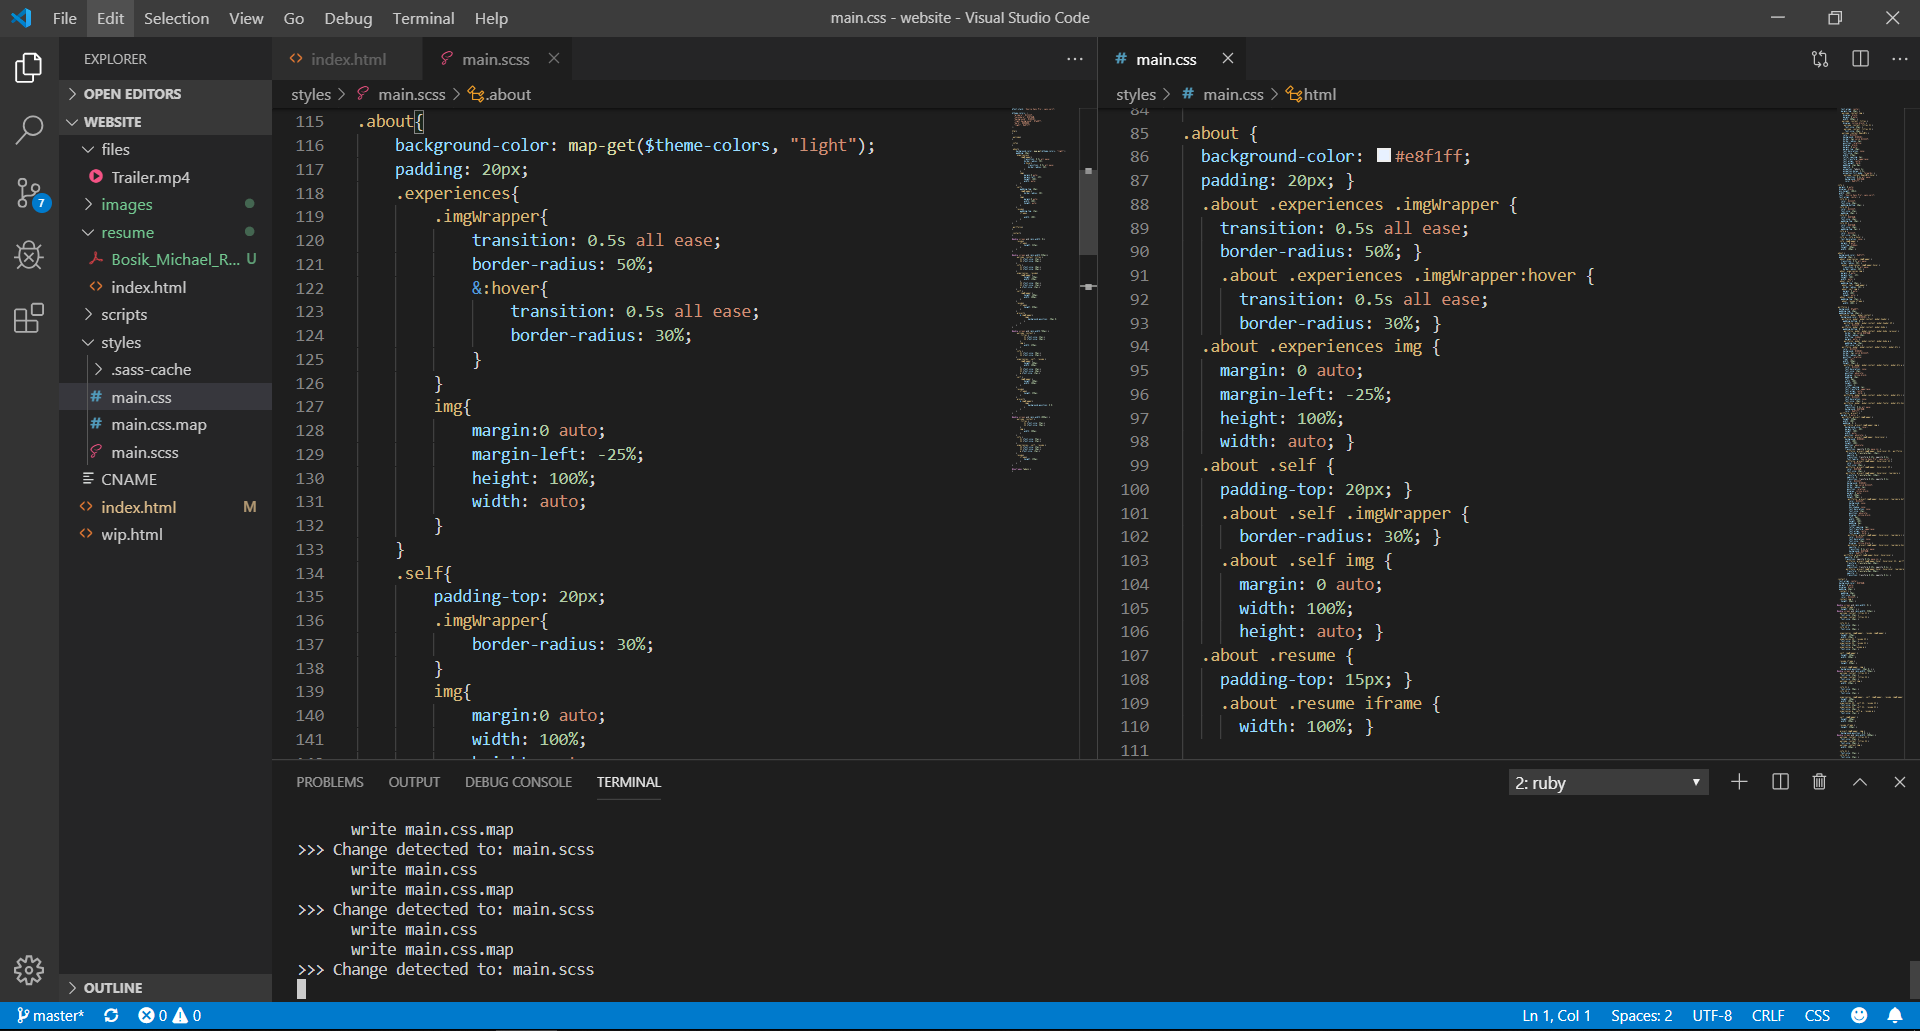 File Edit Selection View Go Debug Terminal Help
main.css - website - Visual Studio Code
EXPLORER
OPEN EDITORS
WEBSITE
files
Trailer.mp4
images
resume
Bosik_Michael_R... U
index.html
scripts
styles
.sass-cache
main.css
main.css.map
main.scss
CNAME
index.html M
wip.html
OUTLINE
7
index.html
main.scss
styles > main.scss > .about
115 .about{
116 background-color: map-get($theme-colors, "light");
117 padding: 20px;
118 .experiences{
119 .imgWrapper{
120 transition: 0.5s all ease;
121 border-radius: 50%;
122 &:hover{
123 transition: 0.5s all ease;
124 border-radius: 30%;
125 }
126 }
127 img{
128 margin:0 auto;
129 margin-left: -25%;
130 height: 100%;
131 width: auto;
132 }
133 }
134 .self{
135 padding-top: 20px;
136 .imgWrapper{
137 border-radius: 30%;
138 }
139 img{
140 margin:0 auto;
141 width: 100%;
main.css
styles > main.css > html
84
85 .about {
86 background-color: #e8f1ff;
87 padding: 20px; }
88 .about .experiences .imgWrapper {
89 transition: 0.5s all ease;
90 border-radius: 50%; }
91 .about .experiences .imgWrapper:hover {
92 transition: 0.5s all ease;
93 border-radius: 30%; }
94 .about .experiences img {
95 margin: 0 auto;
96 margin-left: -25%;
97 height: 100%;
98 width: auto; }
99 .about .self {
100 padding-top: 20px; }
101 .about .self .imgWrapper {
102 border-radius: 30%; }
103 .about .self img {
104 margin: 0 auto;
105 width: 100%;
106 height: auto; }
107 .about .resume {
108 padding-top: 15px; }
109 .about .resume iframe {
110 width: 100%; }
111
PROBLEMS OUTPUT DEBUG CONSOLE TERMINAL
2: ruby
write main.css.map
>>> Change detected to: main.scss
write main.css
write main.css.map
>>> Change detected to: main.scss
write main.css
write main.css.map
>>> Change detected to: main.scss
master* 0 0
Ln 1, Col 1 Spaces: 2 UTF-8 CRLF CSS